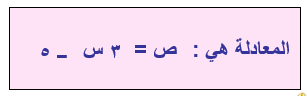 المعادلة هي : ص = ٣ س _ ٥